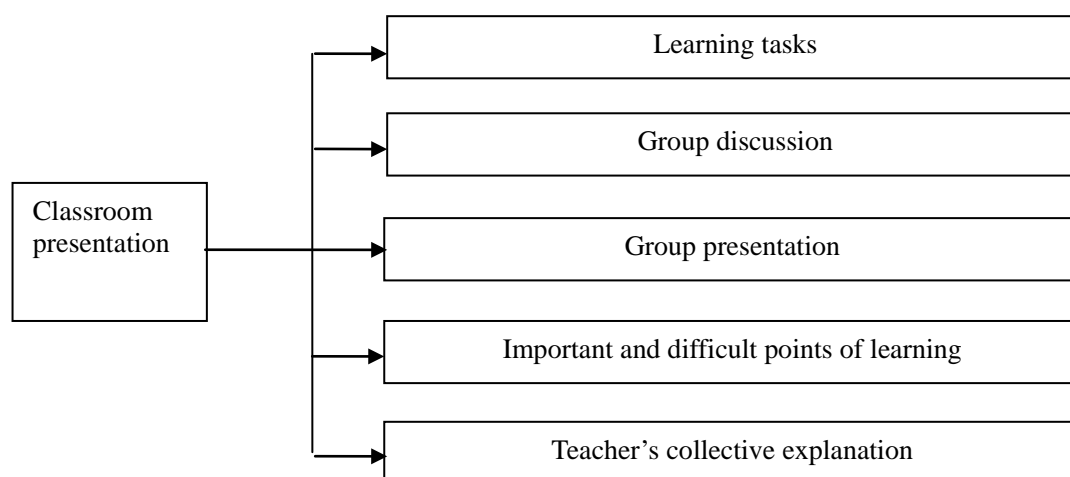 Learning tasks
Group discussion
Classroom
presentation
Group presentation
Important and difficult points of learning
Teacher’s collective explanation